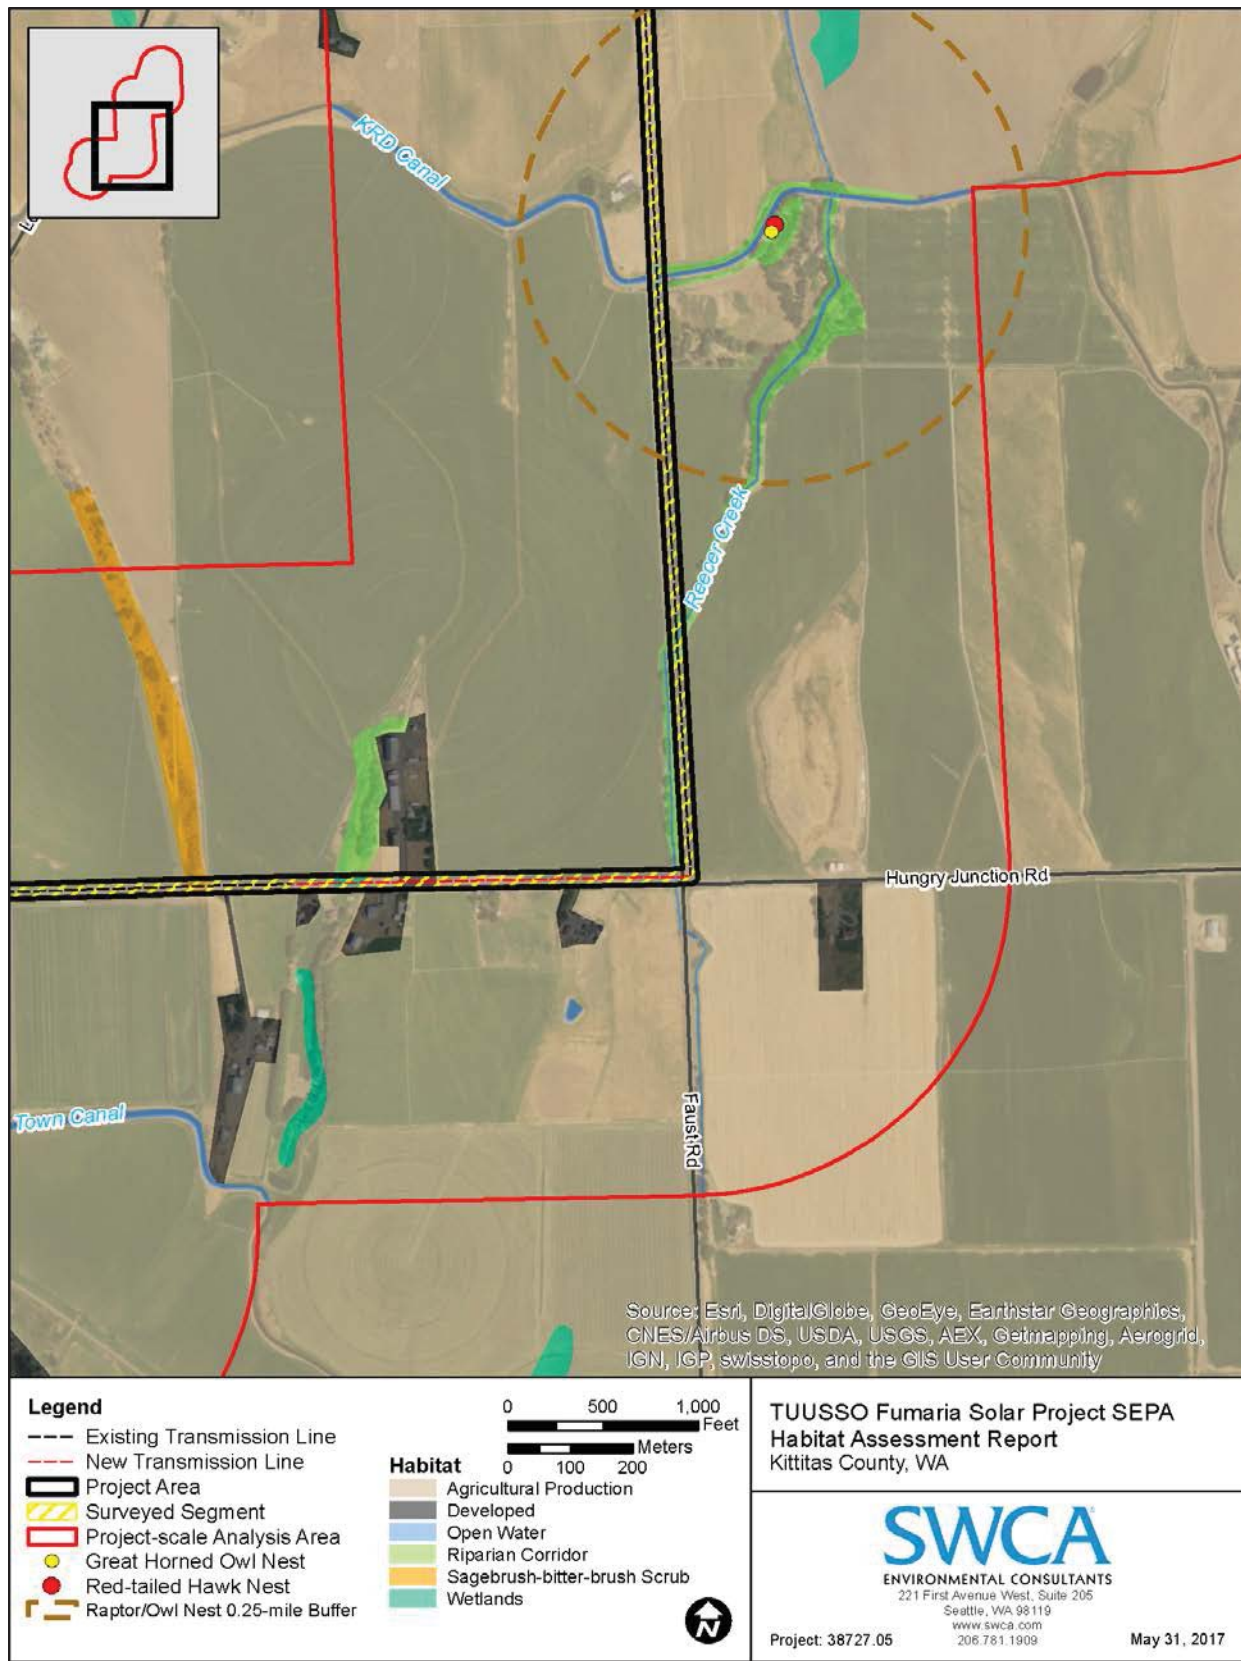 KRD Canal
Reecer Creek
Hungry Junction Rd
Town Canal
Faust Rd
Source: Esri, DigitalGlobe, GeoEye, Earthstar Geographics,
CNES/Airbus DS, USDA, USGS, AEX, Getmapping, Aerogrid,
IGN, IGP, swisstopo, and the GIS User Community
Legend
Existing Transmission Line
New Transmission Line
Project Area
Surveyed Segment
Project-scale Analysis Area
Great Horned Owl Nest
Red-tailed Hawk Nest
Raptor/Owl Nest 0.25-mile Buffer
0 500 1,000
Feet
Meters
0 100 200
Habitat
Agricultural Production
Developed
Open Water
Riparian Corridor
Sagebrush-bitter-brush Scrub
Wetlands
N
TUUSSO Fumaria Solar Project SEPA
Habitat Assessment Report
Kittitas County, WA
SWCA
ENVIRONMENTAL CONSULTANTS
221 First Avenue West, Suite 205
Seattle, WA 98119
www.swca.com
206.781.1909
Project: 38727.05
May 31, 2017